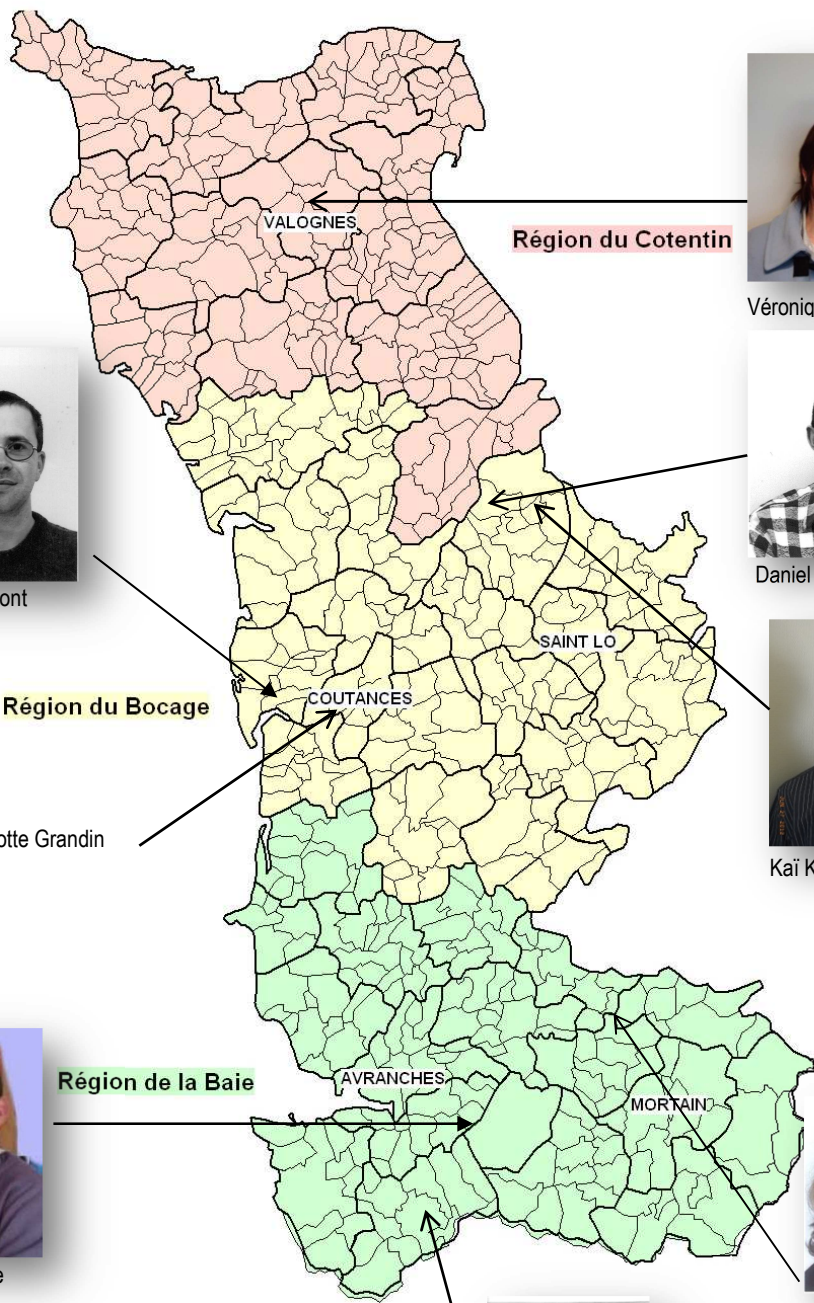 VALOGNES
Région du Cotentin
Véroniq
ont
Daniel
SAINT LO
Région du Bocage
COUTANCES
otte Grandin
Kaï K
Région de la Baie
AVRANCHES
MORTAIN
e